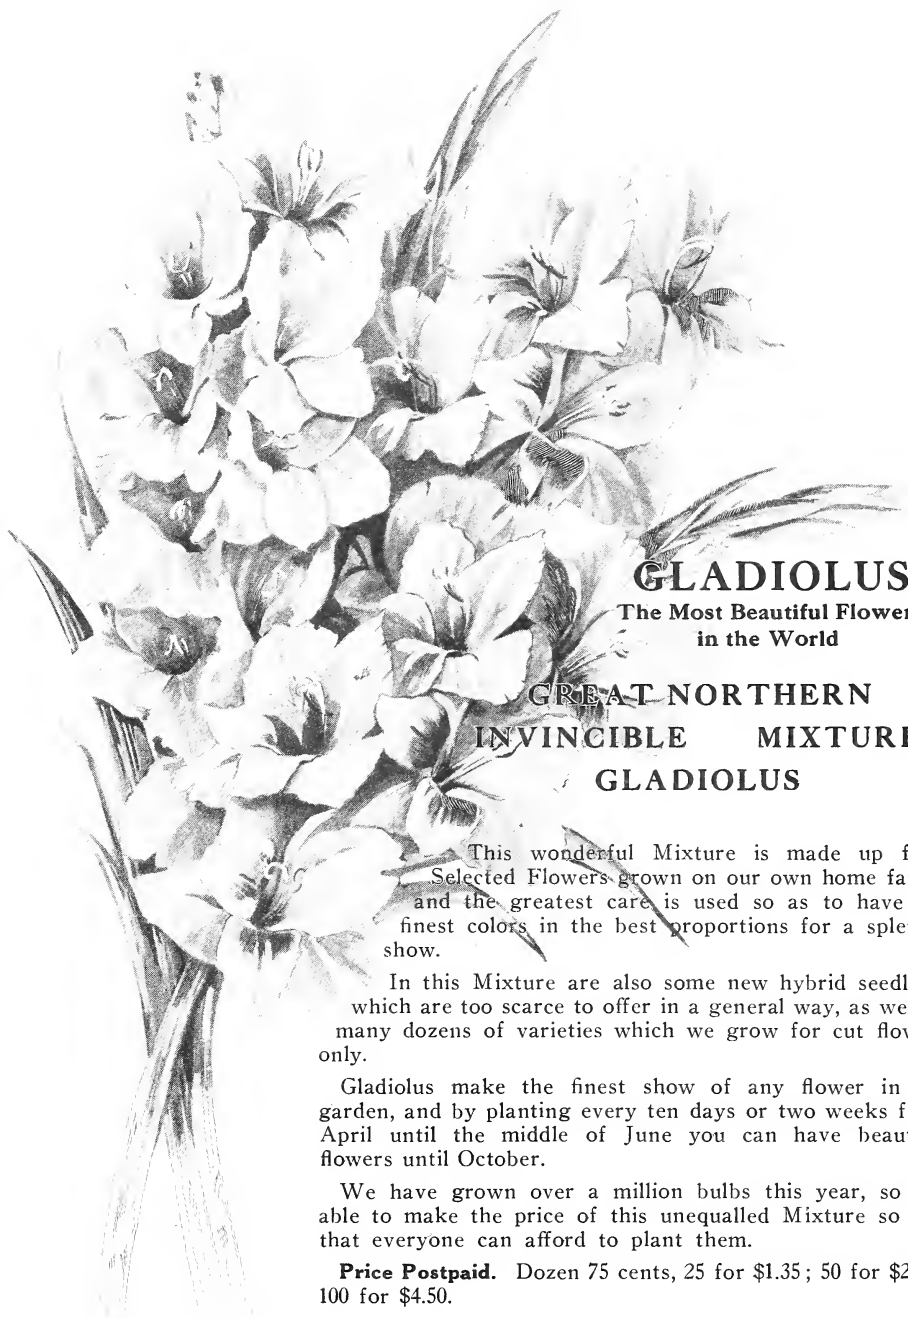 GLADIOLUS
The Most Beautiful Flower
in the World
GREAT NORTHERN
INVINCIBLE MIXTURE
GLADIOLUS
This wonderful Mixture is made up f
Selected Flowers grown on our own home fa
and the greatest care is used so as to have
finest colors in the best proportions for a sple
show.
In this Mixture are also some new hybrid seedl
which are too scarce to offer in a general way, as we
many dozens of varieties which we grow for cut flow
only.
Gladiolus make the finest show of any flower in
garden, and by planting every ten days or two weeks f
April until the middle of June you can have beau
flowers until October.
We have grown over a million bulbs this year, so
able to make the price of this unequalled Mixture so
that everyone can afford to plant them.
Price Postpaid. Dozen 75 cents, 25 for $1.35; 50 for $2
100 for $4.50.